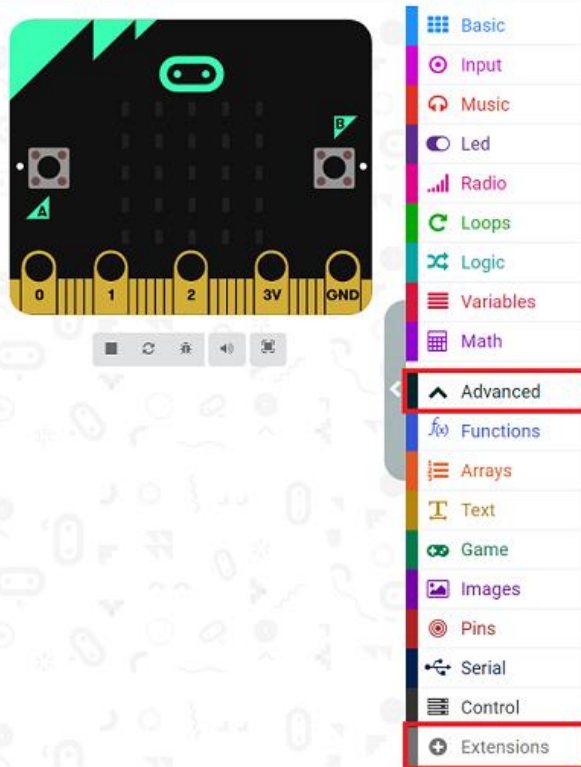 B
A
0 1 2 3V GND
Basic
Input
Music
Led
Radio
Loops
Logic
Variables
Math
Advanced
f(x) Functions
Arrays
Text
Game
Images
Pins
Serial
Control
Extensions